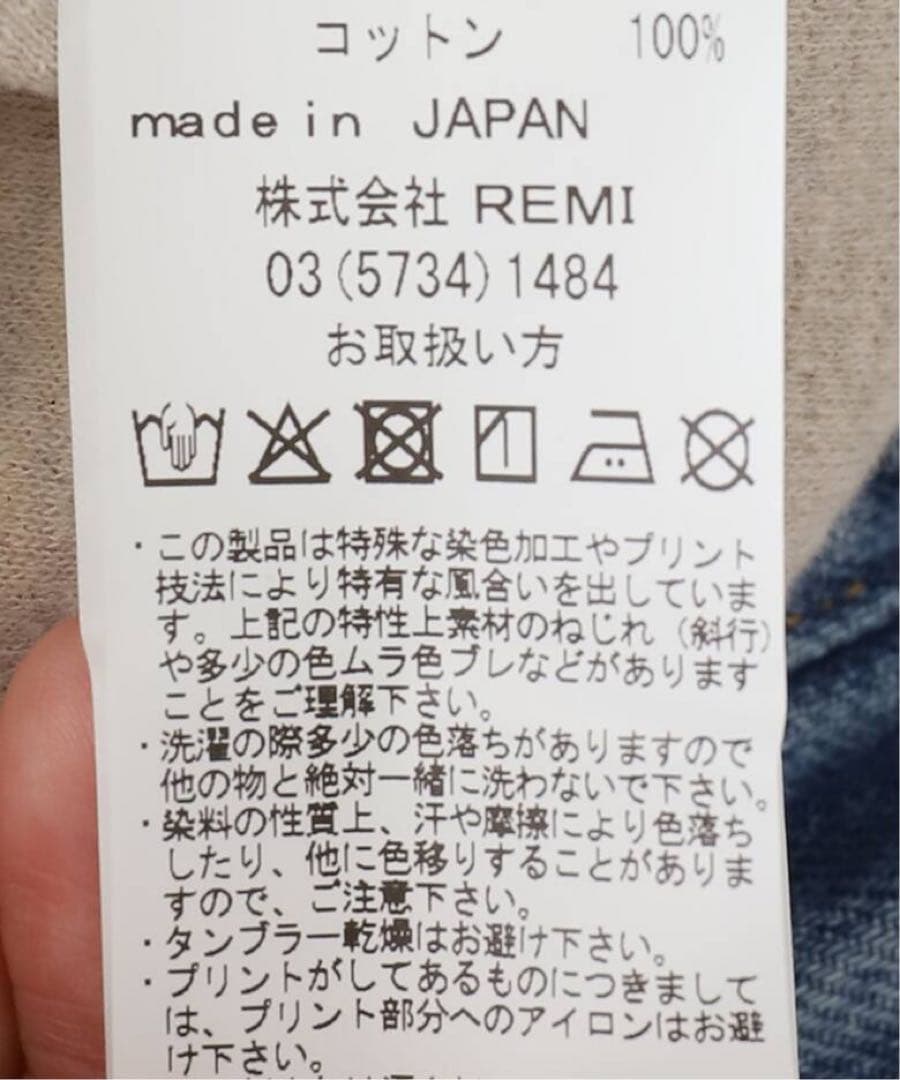 コットン 100%
made in JAPAN
株式会社 REMI
03(5734)1484
お取扱い方
・この製品は特殊な染色加工やプリント
技法により特有な風合いを出していま
す。上記の特性上素材のねじれ（斜行）
や多少の色ムラ色ブレなどがあります
ことをご理解下さい。
・洗濯の際多少の色落ちがありますので
他の物と絶対一緒に洗わないで下さい。
・染料の性質上、汗や摩擦により色落ち
したり、他に色移りすることがありま
すので、ご注意下さい。
・タンブラー乾燥はお避け下さい。
・プリントがしてあるものにつきまして
は、プリント部分へのアイロンはお避
け下さい。